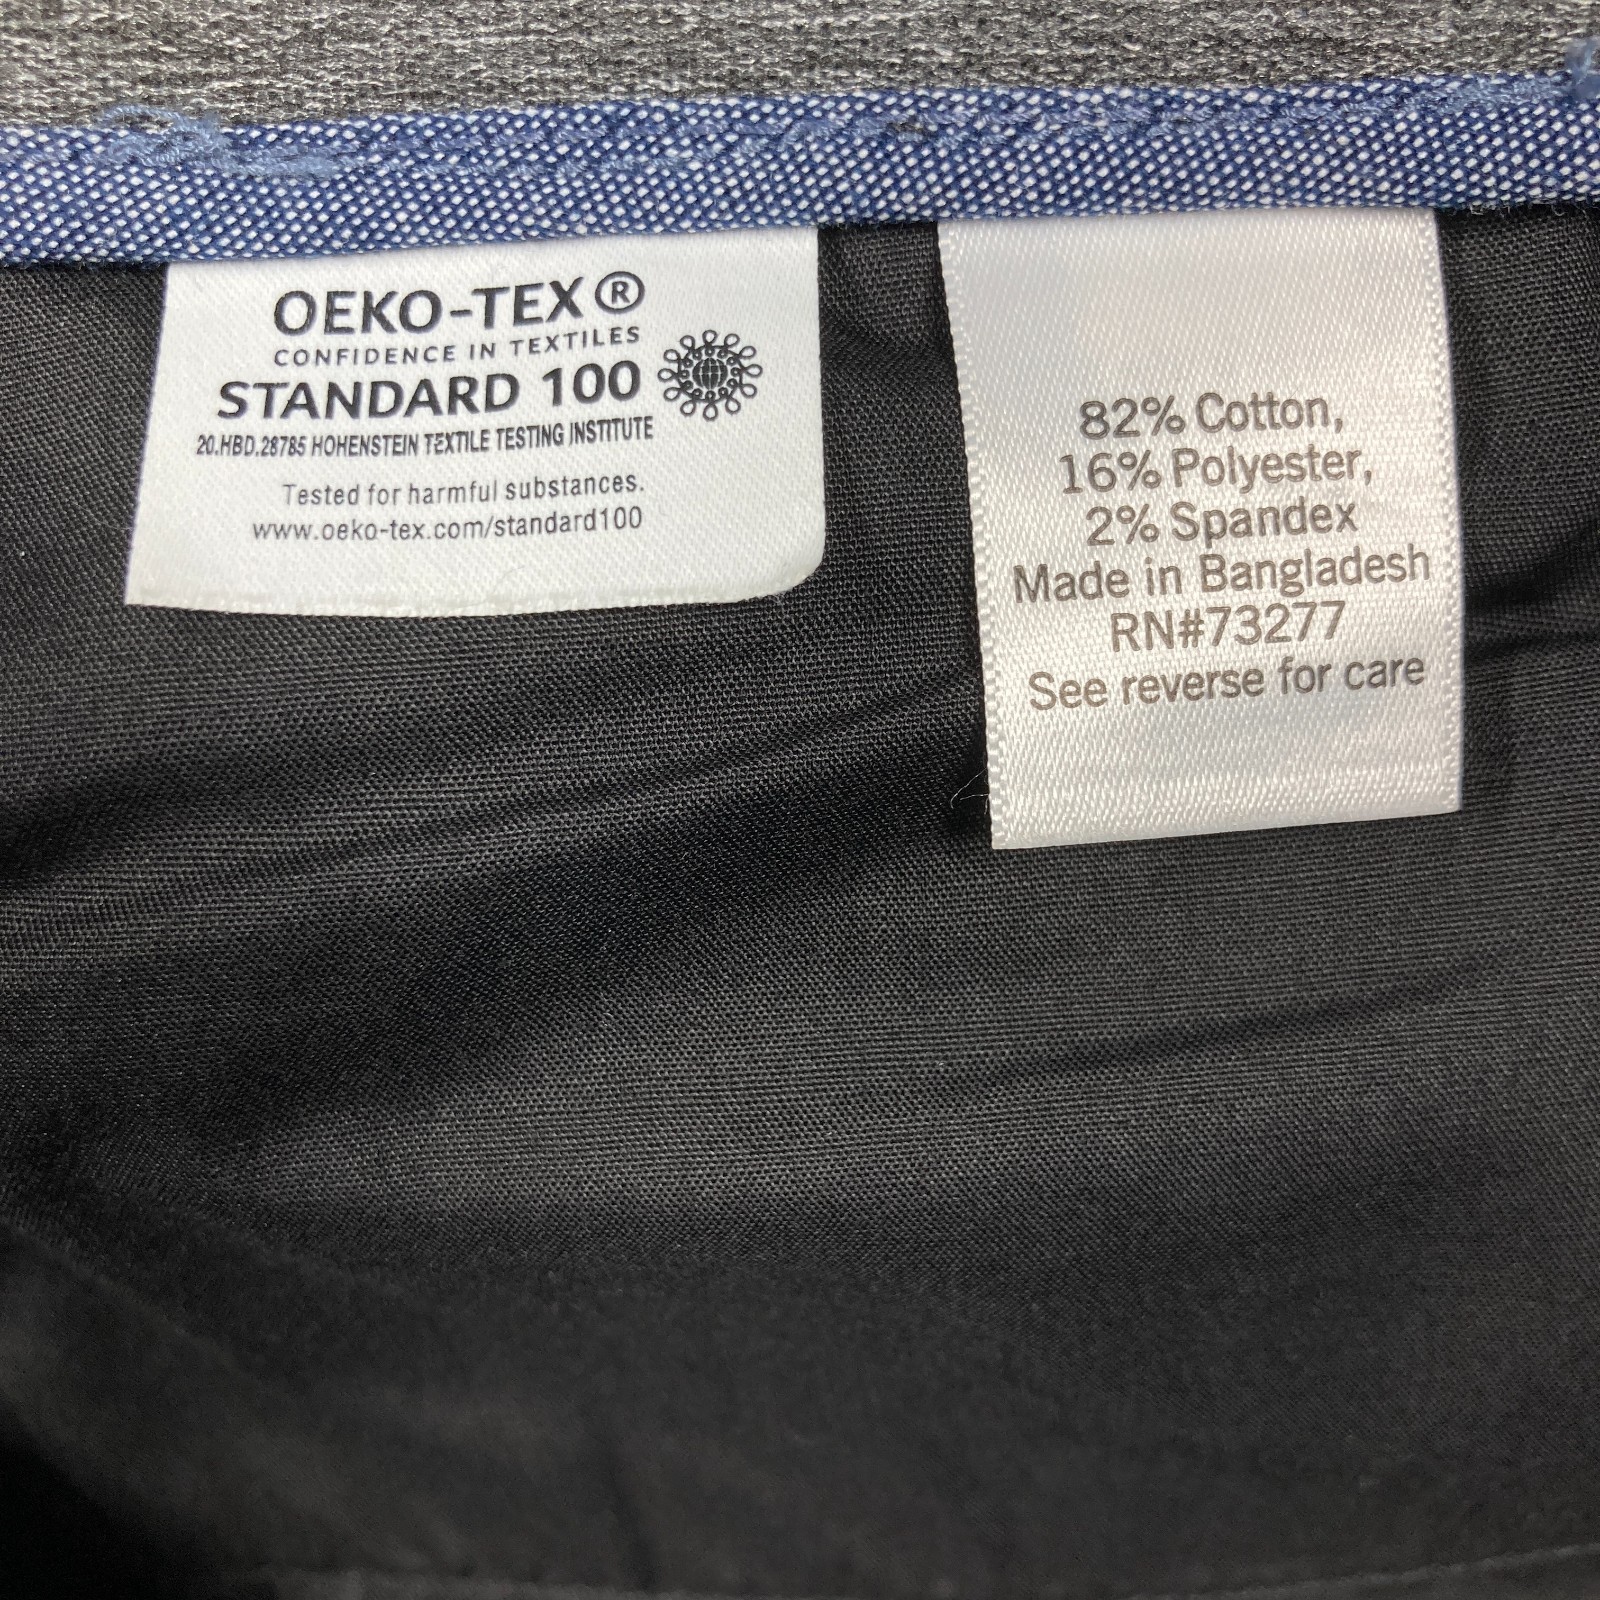 OEKO-TEX®
CONFIDENCE IN TEXTILES
STANDARD 100
20.HBD.28785 HOHENSTEIN TEXTILE TESTING INSTITUTE
Tested for harmful substances.
www.oeko-tex.com/standard100
82% Cotton,
16% Polyester,
2% Spandex
Made in Bangladesh
RN#73277
See reverse for care